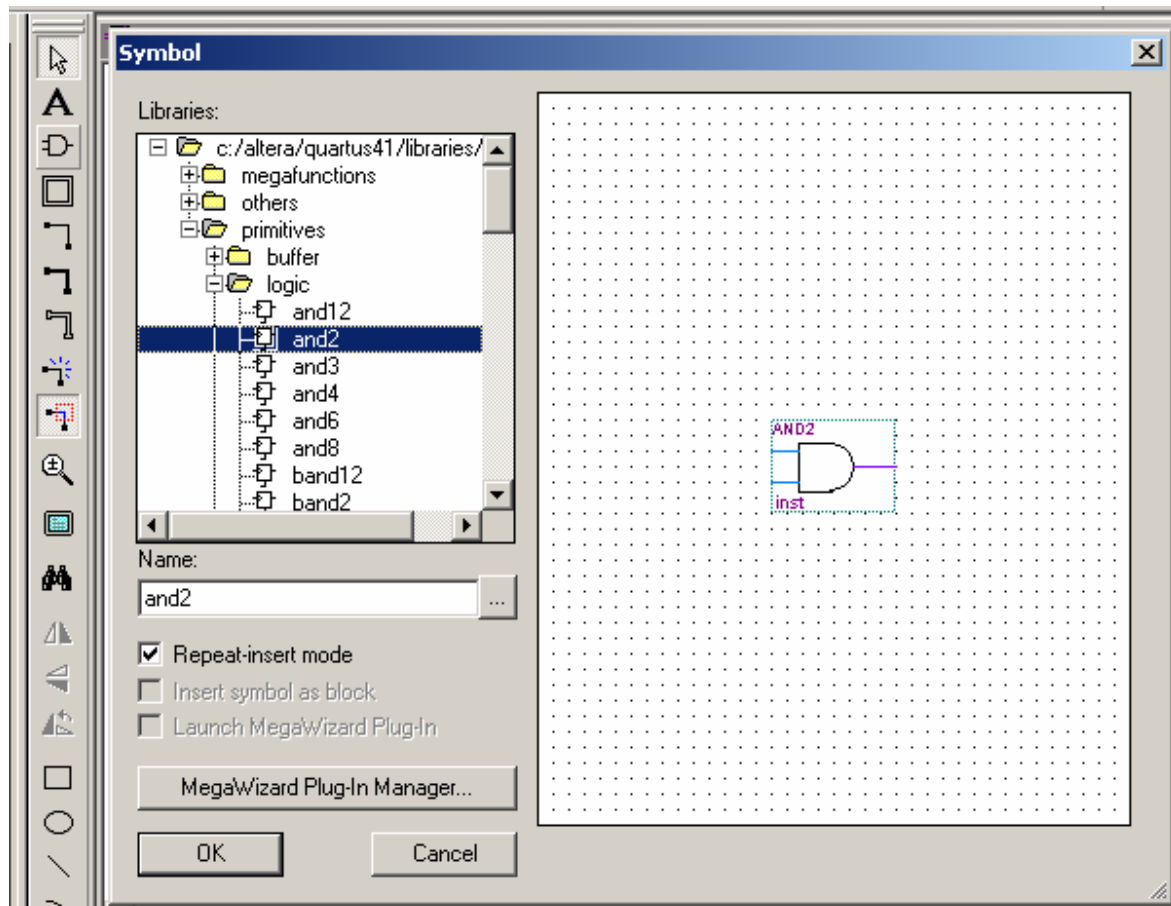 Symbol
A
Libraries:
c:/altera/quartus41/libraries/
megafunctions
others
primitives
buffer
logic
and12
and2
and3
and4
and6
and8
band12
band2
Name:
and2
...
Repeat-insert mode
Insert symbol as block
Launch MegaWizard Plug-In
MegaWizard Plug-In Manager...
OK
Cancel
AND2
inst